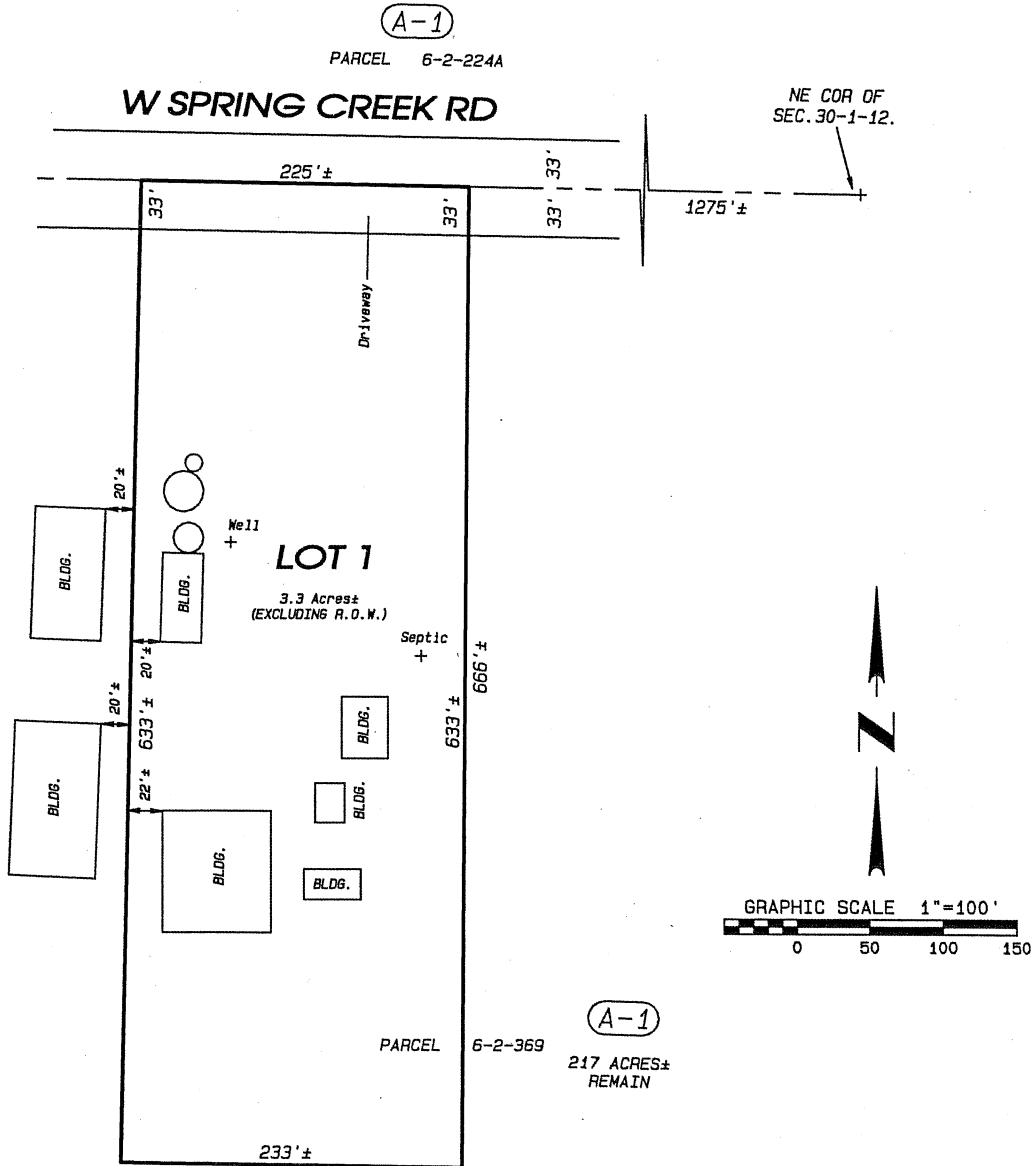 A-1
PARCEL 6-2-224A
W SPRING CREEK RD
NE COR OF
SEC.30-1-12.
225'±
33'
33'
33'
33'
1275'±
Driveway
20'±
Well
BLDG.
BLDG.
LOT 1
3.3 Acres±
(EXCLUDING R.O.W.)
Septic
20'±
20'±
633'±
666'±
633'±
BLDG.
N
22'±
BLDG.
BLDG.
BLDG.
BLDG.
GRAPHIC SCALE 1"=100'
0 50 100 150
A-1
PARCEL 6-2-369
217 ACRES±
REMAIN
233'±